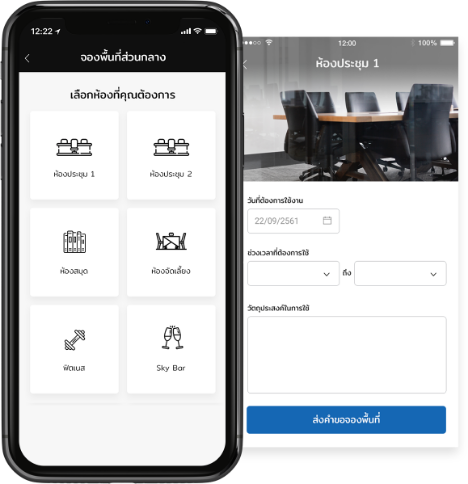 12:22
จองพื้นที่ส่วนกลาง
เลือกห้องที่คุณต้องการ
ห้องประชุม 1
ห้องประชุม 2
ห้องสมุด
ห้องจัดเลี้ยง
ฟิตเนส
Sky Bar
12:00
100%
ห้องประชุม 1
วันที่ต้องการใช้งาน
22/09/2561
ช่วงเวลาที่ต้องการใช้
ถึง
วัตถุประสงค์ในการใช้
ส่งคำขอจองพื้นที่